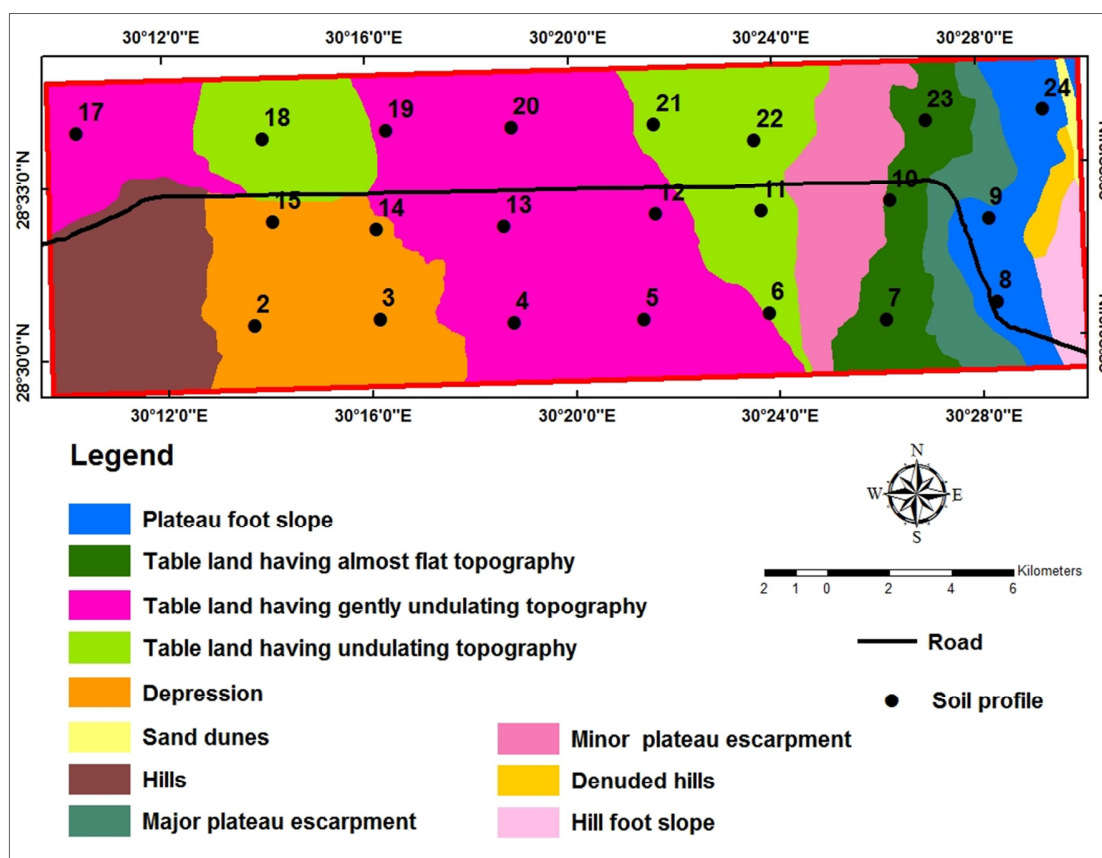 30°12'0"E 30°16'0"E 30°20'0"E 30°24'0"E 30°28'0"E
17 18 19 20 21 22 23 24
28°33'0"N
15 14 13 12 11 10 9
2 3 4 5 6 7 8
28°30'0"N
30°12'0"E 30°16'0"E 30°20'0"E 30°24'0"E 30°28'0"E
Legend
Plateau foot slope
Table land having almost flat topography
Table land having gently undulating topography
Table land having undulating topography
Depression
Sand dunes
Hills
Major plateau escarpment
Minor plateau escarpment
Denuded hills
Hill foot slope
N
W E
S
Kilometers
2 1 0 2 4 6
Road
Soil profile